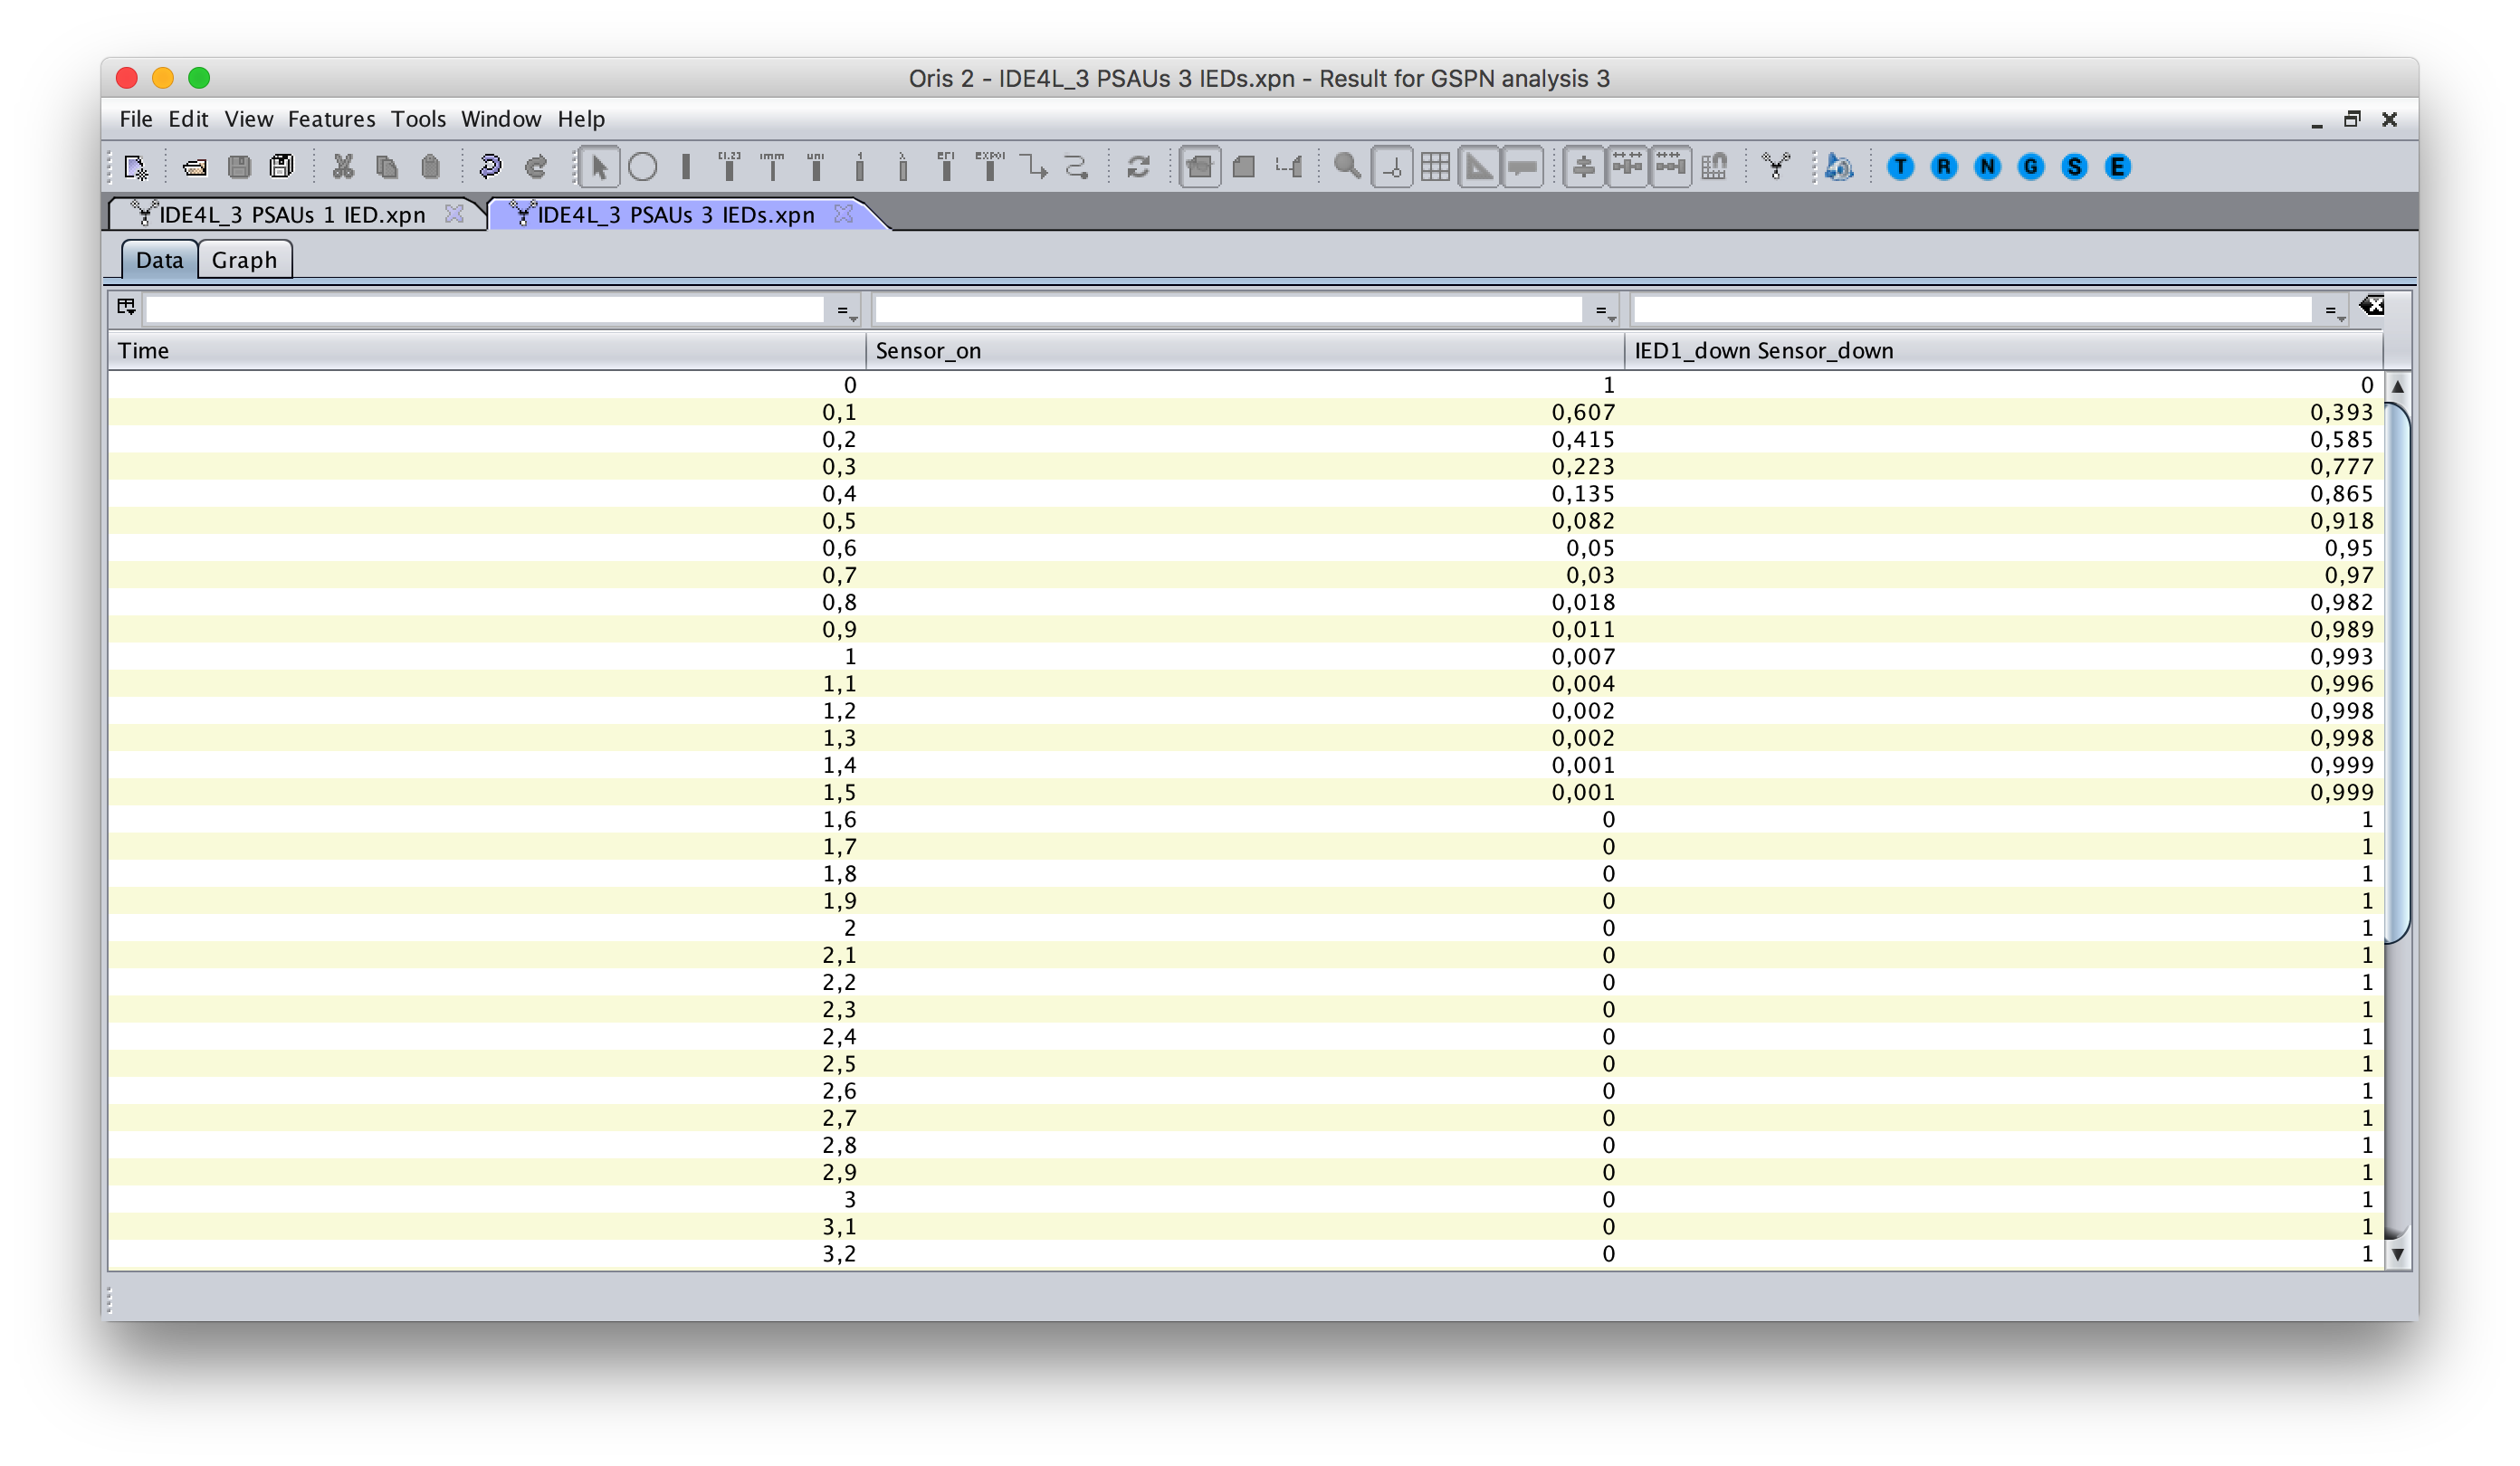 Oris 2 - IDE4L_3 PSAUs 3 IEDs.xpn - Result for GSPN analysis 3
File Edit View Features Tools Window Help
[1,2] imm uni 1 λ EXPOl T R N G S E
IDE4L_3 PSAUs 1 IED.xpn IDE4L_3 PSAUs 3 IEDs.xpn
Data Graph
= = =
Time Sensor_on IED1_down Sensor_down
0 1 0
0,1 0,607 0,393
0,2 0,415 0,585
0,3 0,223 0,777
0,4 0,135 0,865
0,5 0,082 0,918
0,6 0,05 0,95
0,7 0,03 0,97
0,8 0,018 0,982
0,9 0,011 0,989
1 0,007 0,993
1,1 0,004 0,996
1,2 0,002 0,998
1,3 0,002 0,998
1,4 0,001 0,999
1,5 0,001 0,999
1,6 0 1
1,7 0 1
1,8 0 1
1,9 0 1
2 0 1
2,1 0 1
2,2 0 1
2,3 0 1
2,4 0 1
2,5 0 1
2,6 0 1
2,7 0 1
2,8 0 1
2,9 0 1
3 0 1
3,1 0 1
3,2 0 1